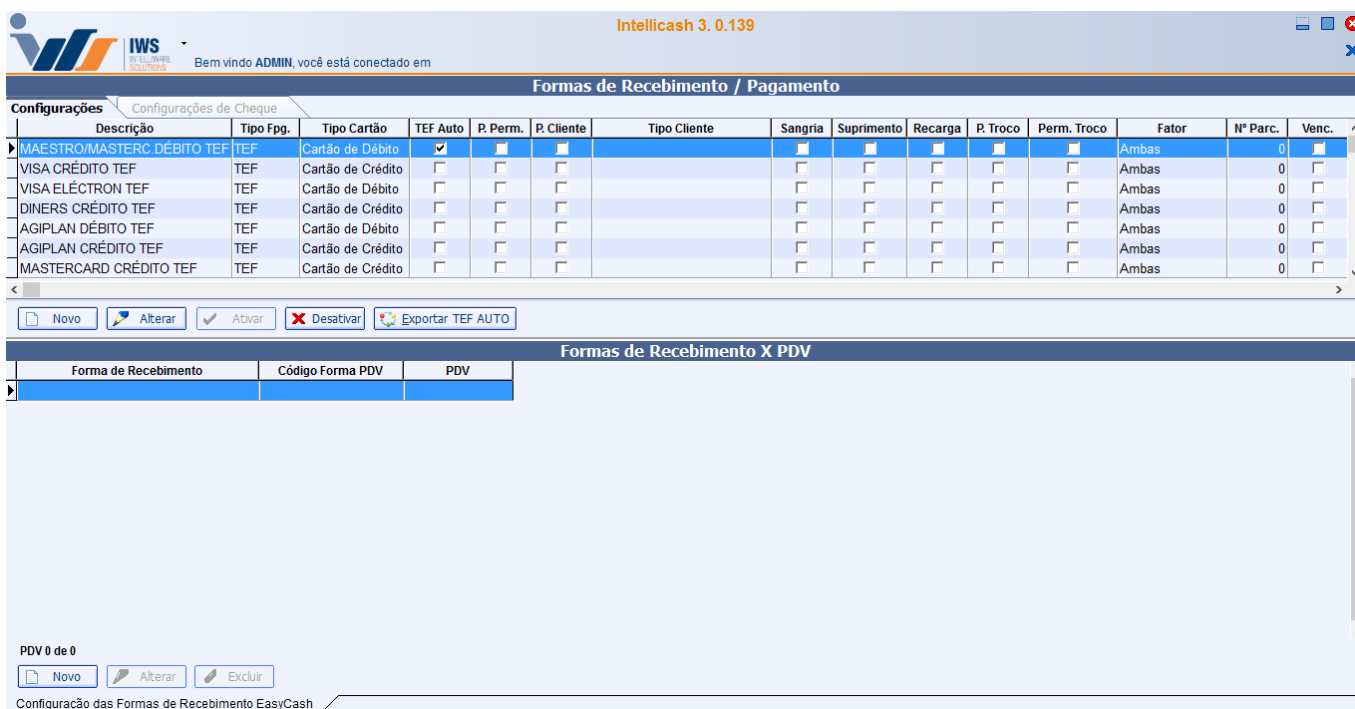 Intellicash 3. 0.139
IWS
INTELLIWARE
SOLUTIONS
Bem vindo ADMIN, você está conectado em
Formas de Recebimento / Pagamento
Configurações Configurações de Cheque
Descrição Tipo Fpg. Tipo Cartão TEF Auto P. Perm. P. Cliente Tipo Cliente Sangria Suprimento Recarga P. Troco Perm. Troco Fator Nº Parc. Venc.
MAESTRO/MASTERC.DÉBITO TEF TEF Cartão de Débito Ambas 0
VISA CRÉDITO TEF TEF Cartão de Crédito Ambas 0
VISA ELÉCTRON TEF TEF Cartão de Débito Ambas 0
DINERS CRÉDITO TEF TEF Cartão de Crédito Ambas 0
AGIPLAN DÉBITO TEF TEF Cartão de Débito Ambas 0
AGIPLAN CRÉDITO TEF TEF Cartão de Crédito Ambas 0
MASTERCARD CRÉDITO TEF TEF Cartão de Crédito Ambas 0
Novo Alterar Ativar Desativar Exportar TEF AUTO
Formas de Recebimento X PDV
Forma de Recebimento Código Forma PDV PDV
PDV 0 de 0
Novo Alterar Excluir
Configuração das Formas de Recebimento EasyCash